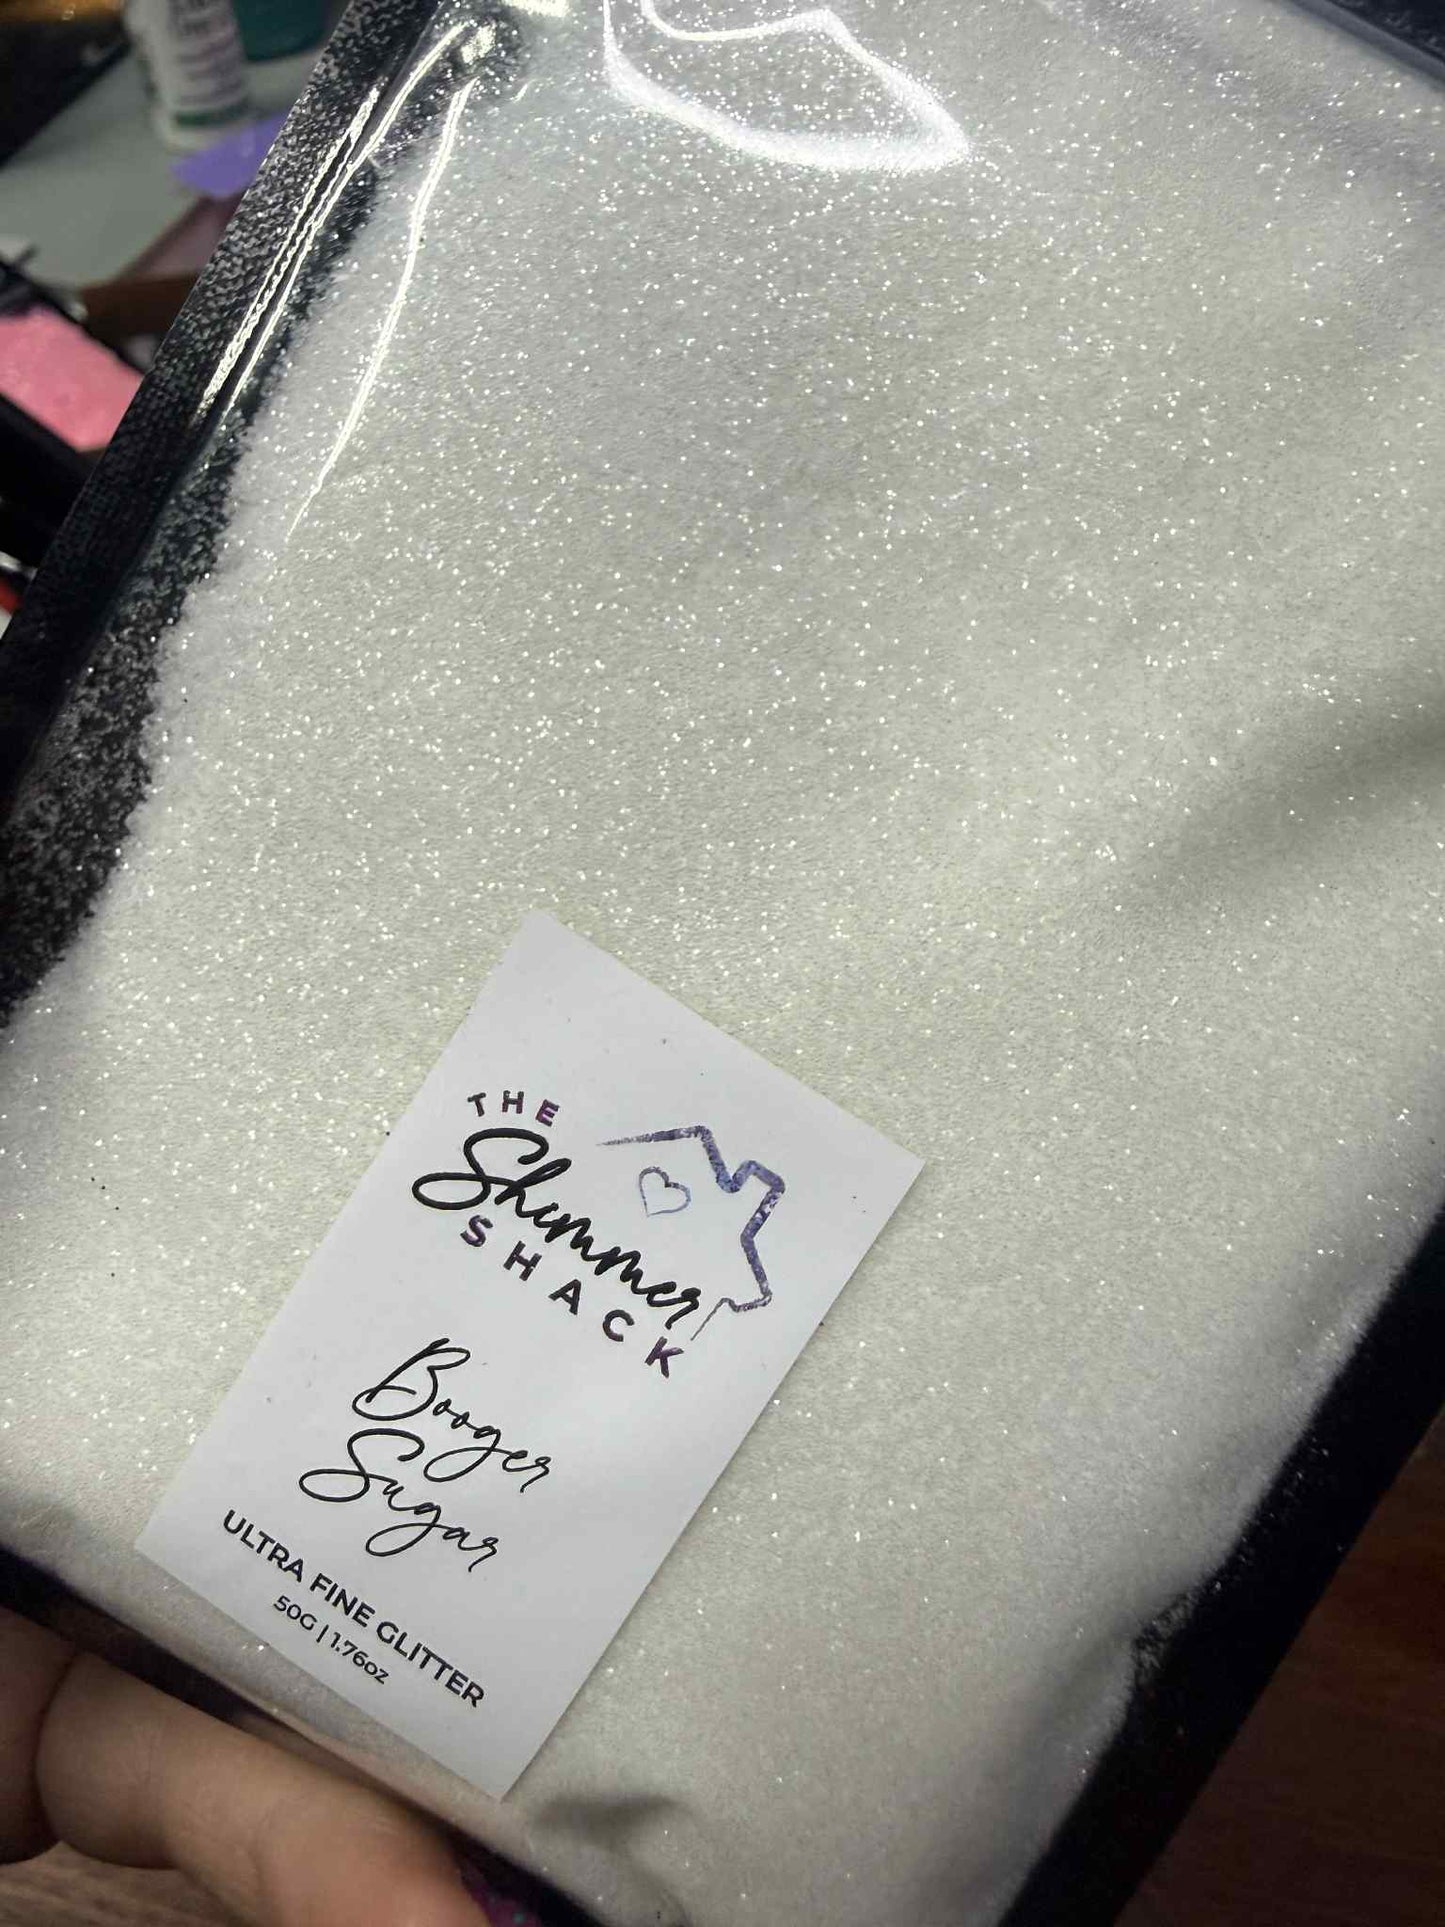 THE
Shimmer
SHACK
Booger
Sugar
ULTRA FINE GLITTER
50G | 1.76oz